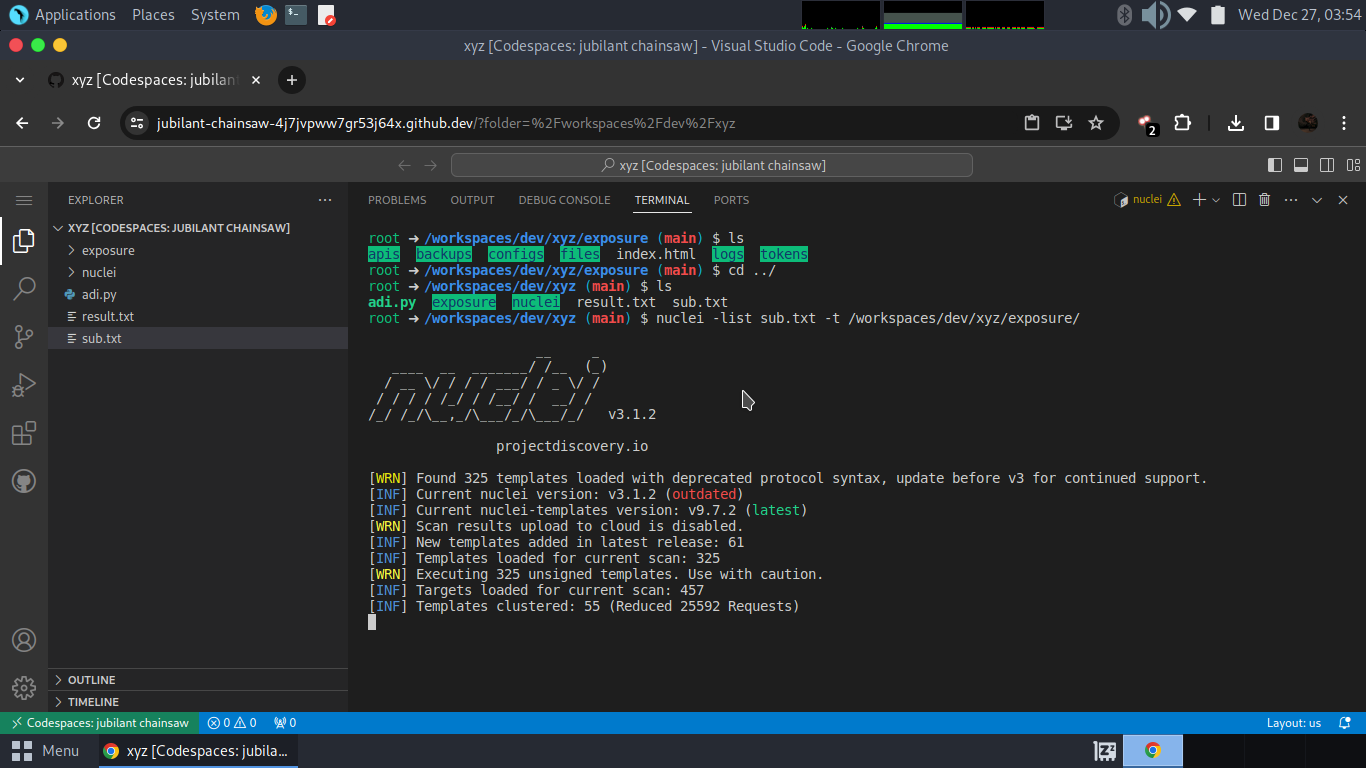 Applications Places System Wed Dec 27, 03:54
xyz [Codespaces: jubilant chainsaw] - Visual Studio Code - Google Chrome
xyz [Codespaces: jubilant
jubilant-chainsaw-4j7jvpww7gr53j64x.github.dev/?folder=%2Fworkspaces%2Fdev%2Fxyz 2
xyz [Codespaces: jubilant chainsaw]
EXPLORER
XYZ [CODESPACES: JUBILANT CHAINSAW]
exposure
nuclei
adi.py
result.txt
sub.txt
OUTLINE
TIMELINE
PROBLEMS OUTPUT DEBUG CONSOLE TERMINAL PORTS nuclei
root ➜ /workspaces/dev/xyz/exposure (main) $ ls
apis backups configs files index.html logs tokens
root ➜ /workspaces/dev/xyz/exposure (main) $ cd ../
root ➜ /workspaces/dev/xyz (main) $ ls
adi.py exposure nuclei result.txt sub.txt
root ➜ /workspaces/dev/xyz (main) $ nuclei -list sub.txt -t /workspaces/dev/xyz/exposure/
nuclei v3.1.2
projectdiscovery.io
[WRN] Found 325 templates loaded with deprecated protocol syntax, update before v3 for continued support.
[INF] Current nuclei version: v3.1.2 (outdated)
[INF] Current nuclei-templates version: v9.7.2 (latest)
[WRN] Scan results upload to cloud is disabled.
[INF] New templates added in latest release: 61
[INF] Templates loaded for current scan: 325
[WRN] Executing 325 unsigned templates. Use with caution.
[INF] Targets loaded for current scan: 457
[INF] Templates clustered: 55 (Reduced 25592 Requests)
Codespaces: jubilant chainsaw 0 0 0 Layout: us
Menu xyz [Codespaces: jubila...